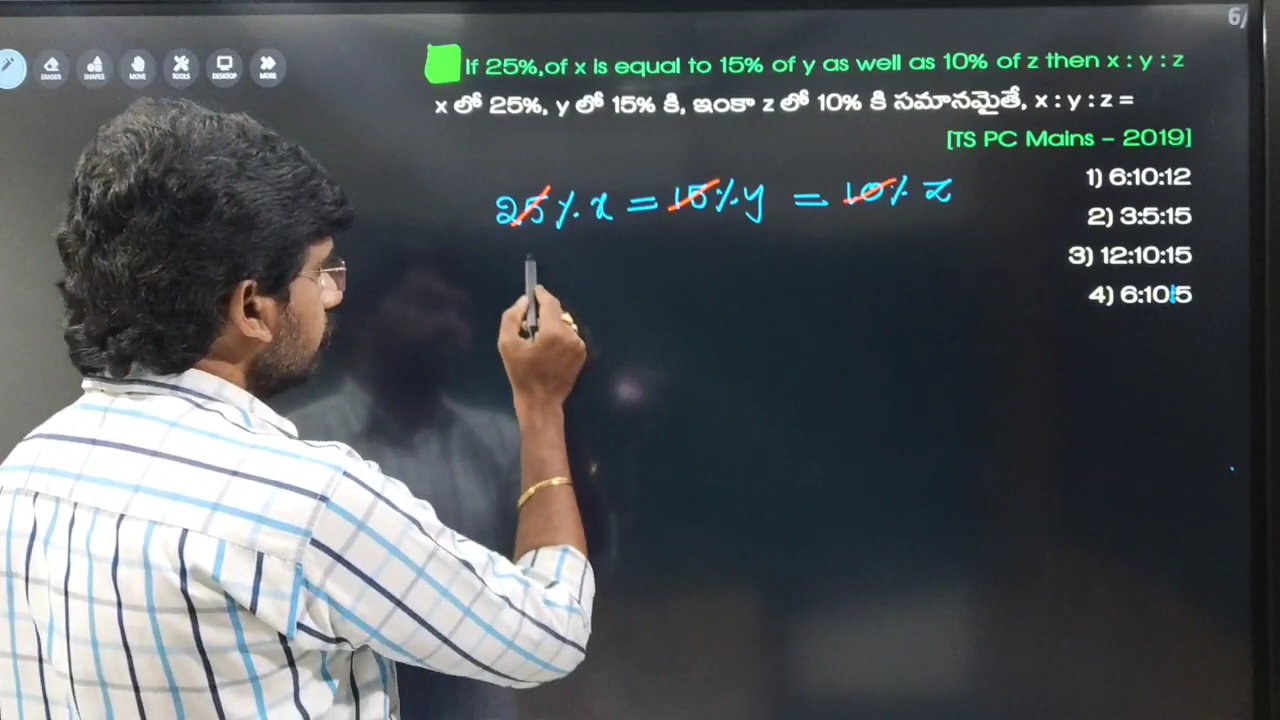 6/
ERASER SHAPES MOVE TOOLS DESKTOP MORE
If 25%,of x is equal to 15% of y as well as 10% of z then x : y : z
x లో 25%, y లో 15% కి, ఇంకా z లో 10% కి సమానమైతే, x : y : z =
[TS PC Mains - 2019]
1) 6:10:12
2) 3:5:15
3) 12:10:15
4) 6:10:15
25% x = 15% y = 10% z